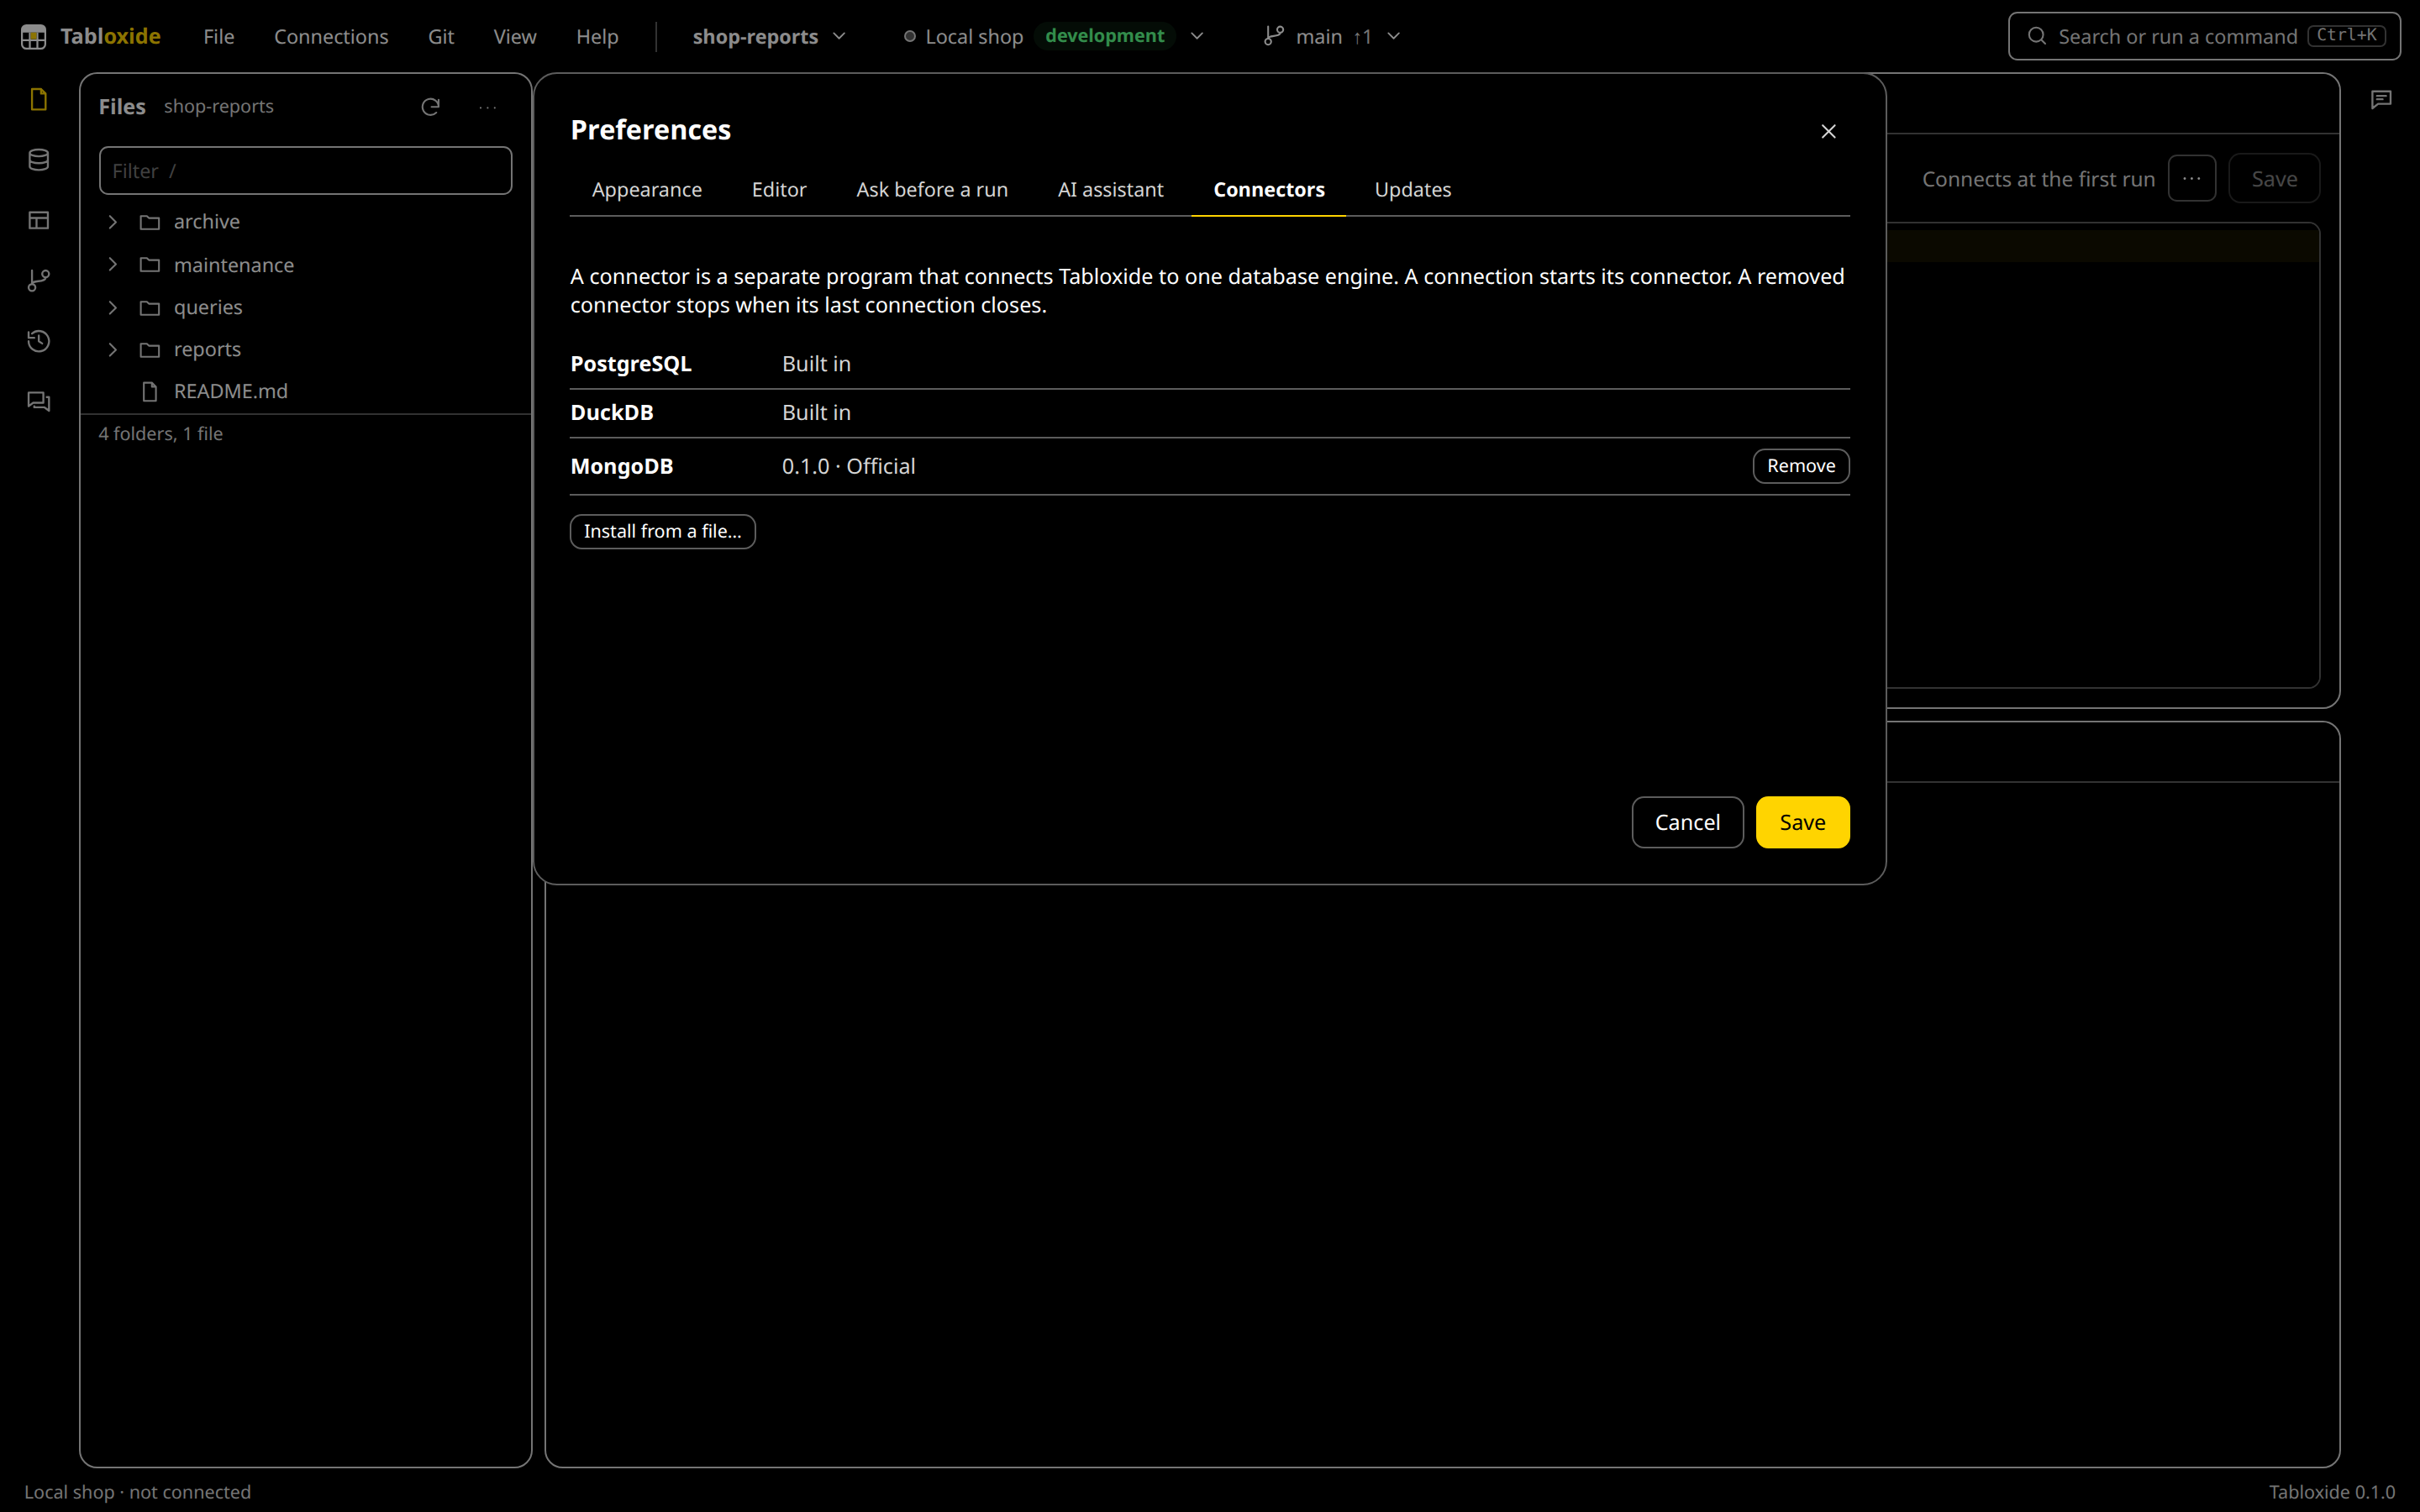 Tabloxide File Connections Git View Help shop-reports Local shop development main ↑1 Search or run a command Ctrl+K
Files shop-reports ...
Filter /
archive
maintenance
queries
reports
README.md
4 folders, 1 file
Preferences
Appearance Editor Ask before a run AI assistant Connectors Updates
A connector is a separate program that connects Tabloxide to one database engine. A connection starts its connector. A removed
connector stops when its last connection closes.
PostgreSQL Built in
DuckDB Built in
MongoDB 0.1.0 · Official Remove
Install from a file...
Cancel Save
Connects at the first run ... Save
Local shop · not connected
Tabloxide 0.1.0